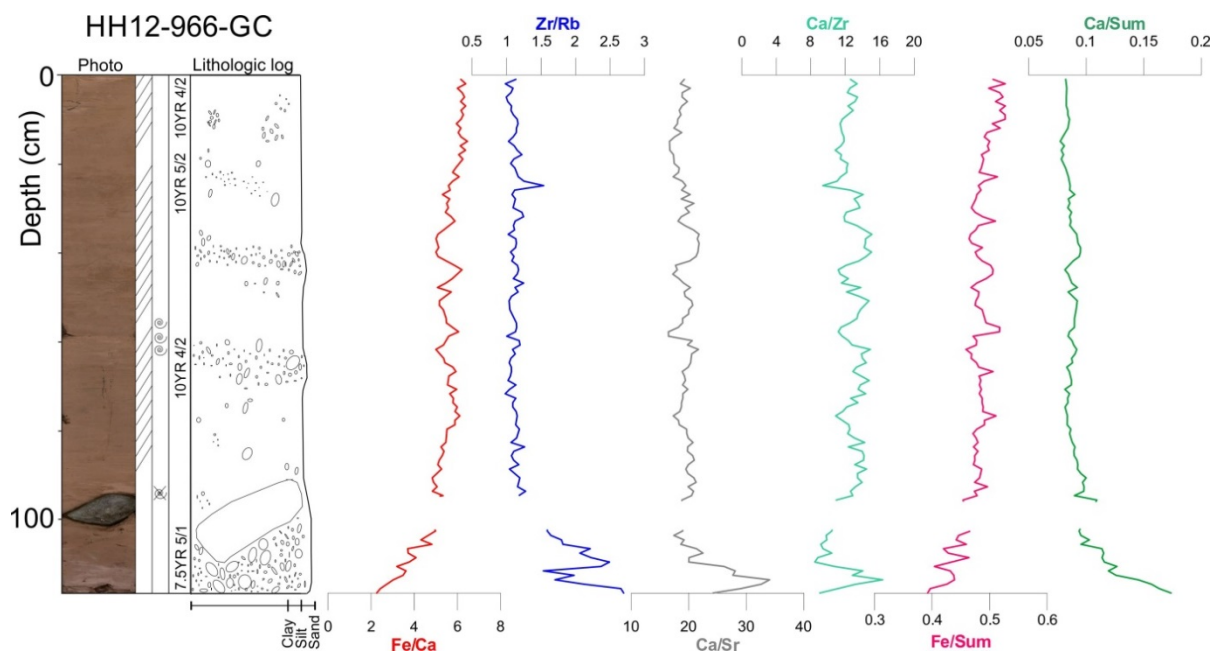 HH12-966-GC
Zr/Rb
Ca/Zr
Ca/Sum
0.5 1 1.5 2 2.5 3
0 4 8 12 16 20
0.05 0.1 0.15 0.2
Photo
Lithologic log
0
10YR 4/2
10YR 5/2
Depth (cm)
10YR 4/2
100
7.5YR 5/1
Clay
Silt
Sand
0 2 4 6 8
10 20 30 40
0.3 0.4 0.5 0.6
Fe/Ca
Ca/Sr
Fe/Sum